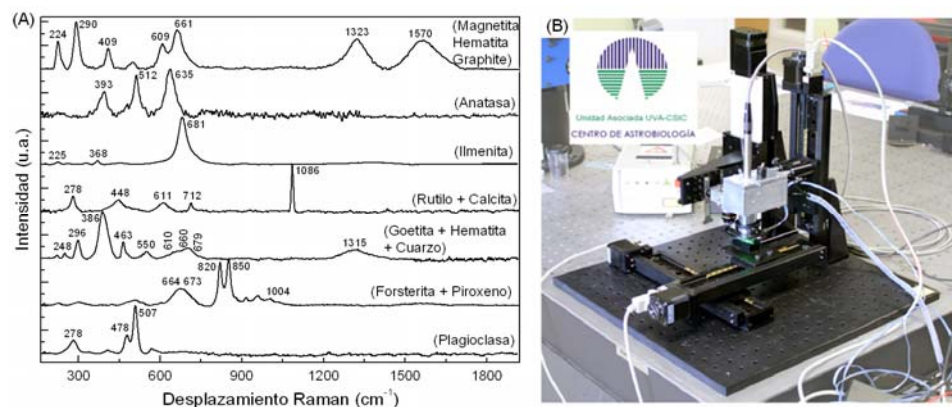 (A)
224
290
409
609
661
1323
1570
(Magnetita
Hematita
Graphite)
393
512
635
(Anatasa)
681
225
368
(Ilmenita)
1086
278
448
611
712
(Rutilo + Calcita)
386
248
296
463
550
610
660
679
1315
(Goetita + Hematita
+ Cuarzo)
820
850
664 673
1004
(Forsterita + Piroxeno)
278
478
507
(Plagioclasa)
Intensidad (u.a.)
300 600 900 1200 1500 1800
Desplazamiento Raman (cm-1)
(B)
Unidad Asociada UVA-CSIC
CENTRO DE ASTROBIOLOGÍA